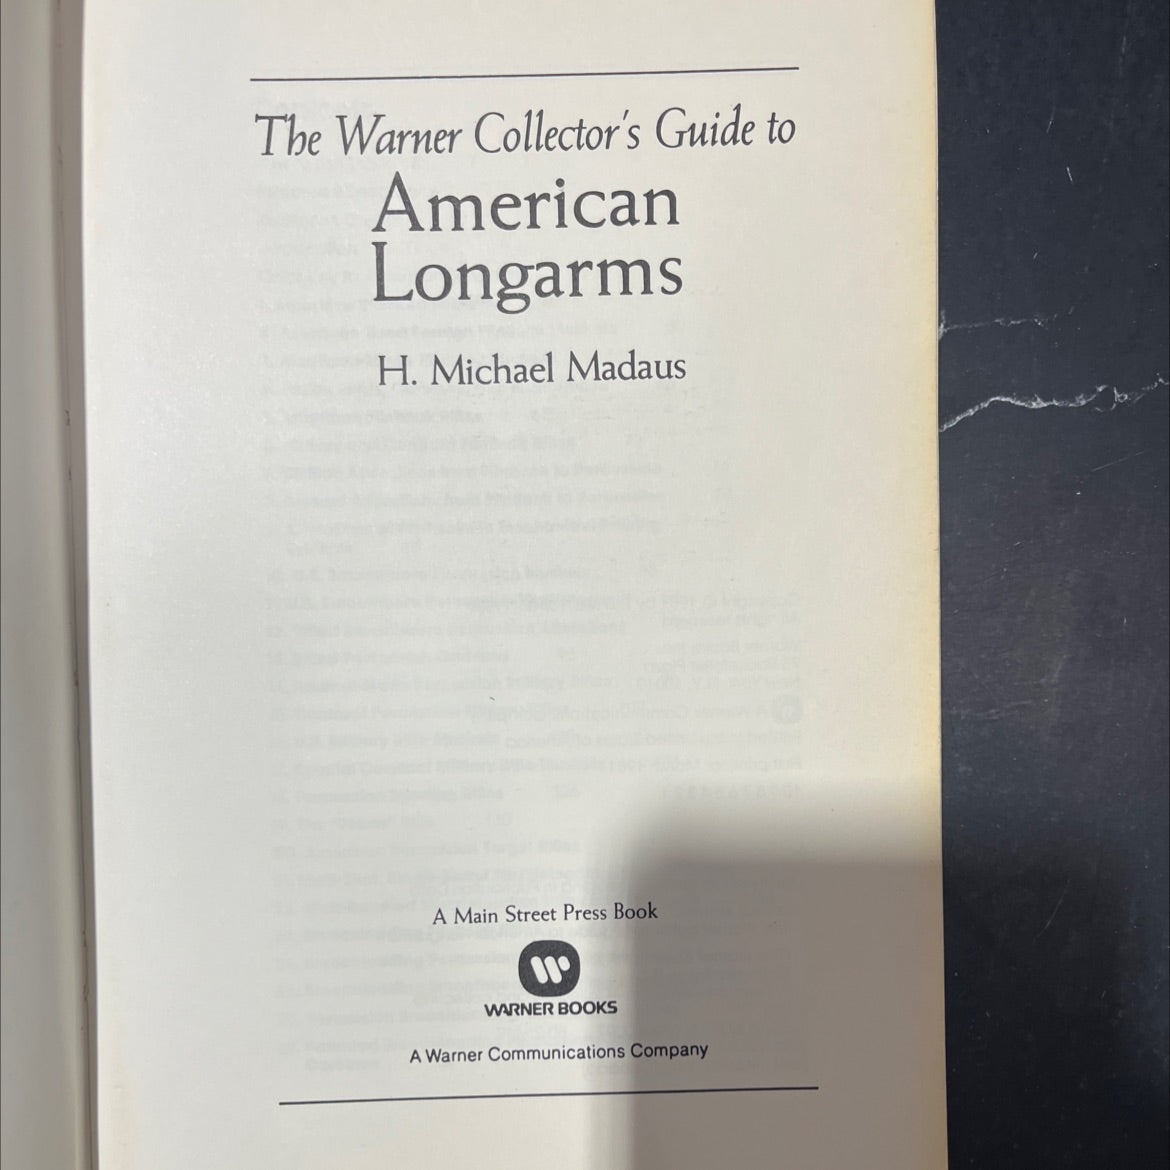 The Warner Collector's Guide to
American
Longarms
H. Michael Madaus
A Main Street Press Book
W
WARNER BOOKS
A Warner Communications Company